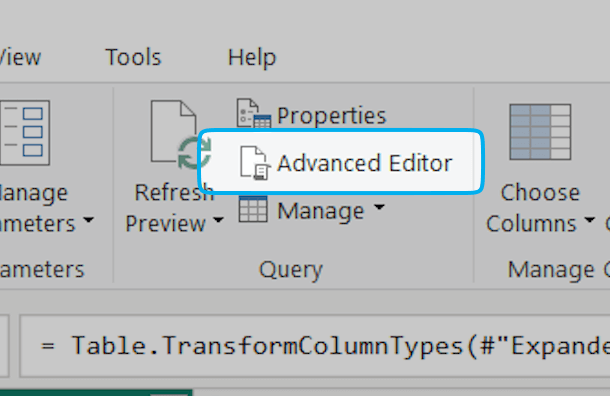 View Tools Help
Properties
Advanced Editor
Manage
Refresh
Preview
Manage
Parameters
Choose
Columns
Parameters
Query
Manage
= Table.TransformColumnTypes(#"Expande